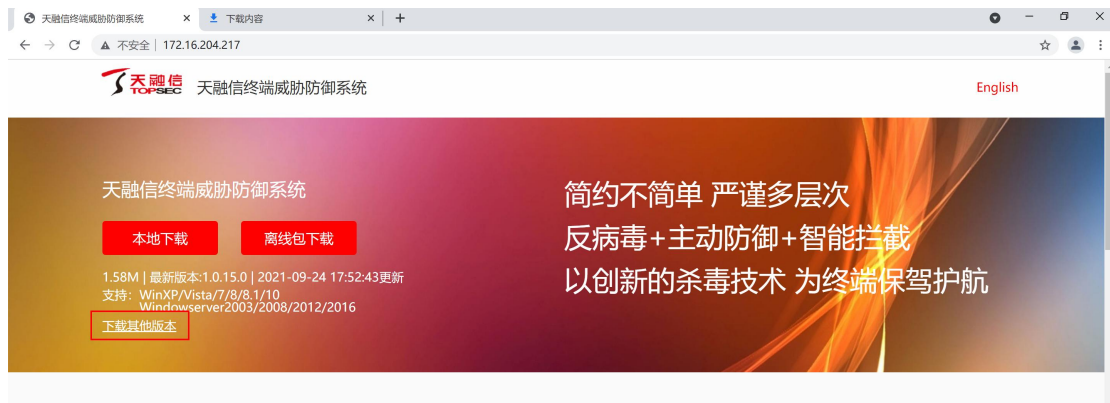 天融信终端威胁防御系统
下载内容
不安全 | 172.16.204.217
天融信
TOPSEC
天融信终端威胁防御系统
English
天融信终端威胁防御系统
本地下载
离线包下载
1.58M | 最新版本:1.0.15.0 | 2021-09-24 17:52:43更新
支持：WinXP/Vista/7/8/8.1/10
Windowserver2003/2008/2012/2016
下载其他版本
简约不简单 严谨多层次
反病毒+主动防御+智能拦截
以创新的杀毒技术 为终端保驾护航